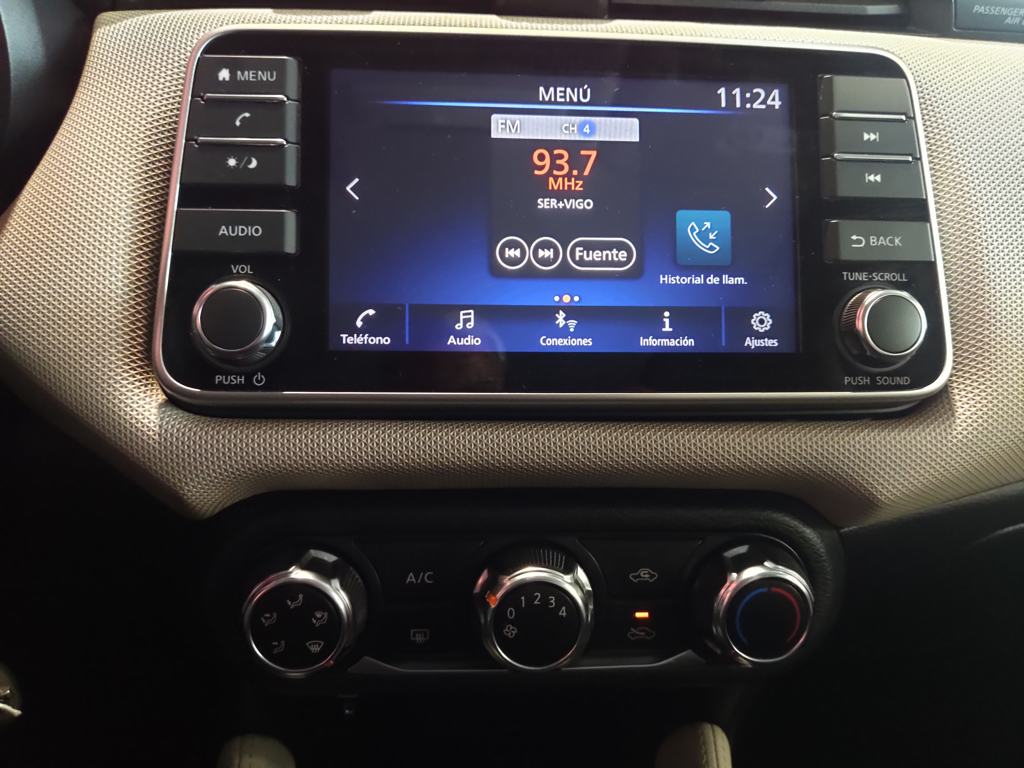 PASSENGER
AIR
MENU
MENÚ
11:24
FM
CH 4
93.7
MHz
SER+VIGO
AUDIO
BACK
Fuente
Historial de llam.
VOL
TUNE·SCROLL
Teléfono
Audio
Conexiones
Información
Ajustes
PUSH
PUSH SOUND
A/C
0
1
2
3
4